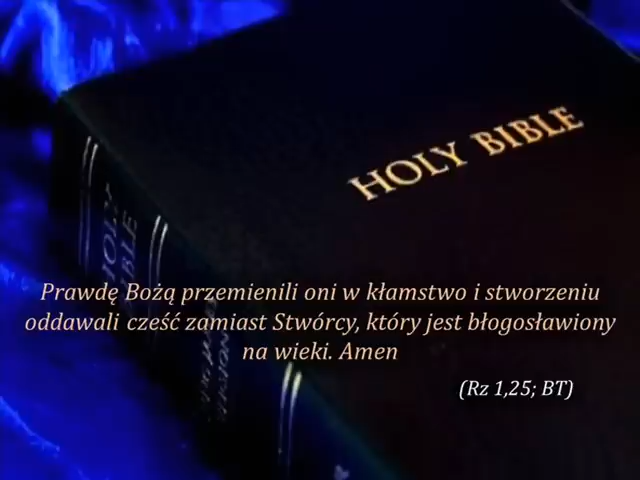 HOLY BIBLE
HOLY
BIBLE
Prawdę Bożą przemienili oni w kłamstwo i stworzeniu
oddawali cześć zamiast Stwórcy, który jest błogosławiony
na wieki. Amen
(Rz 1,25; BT)